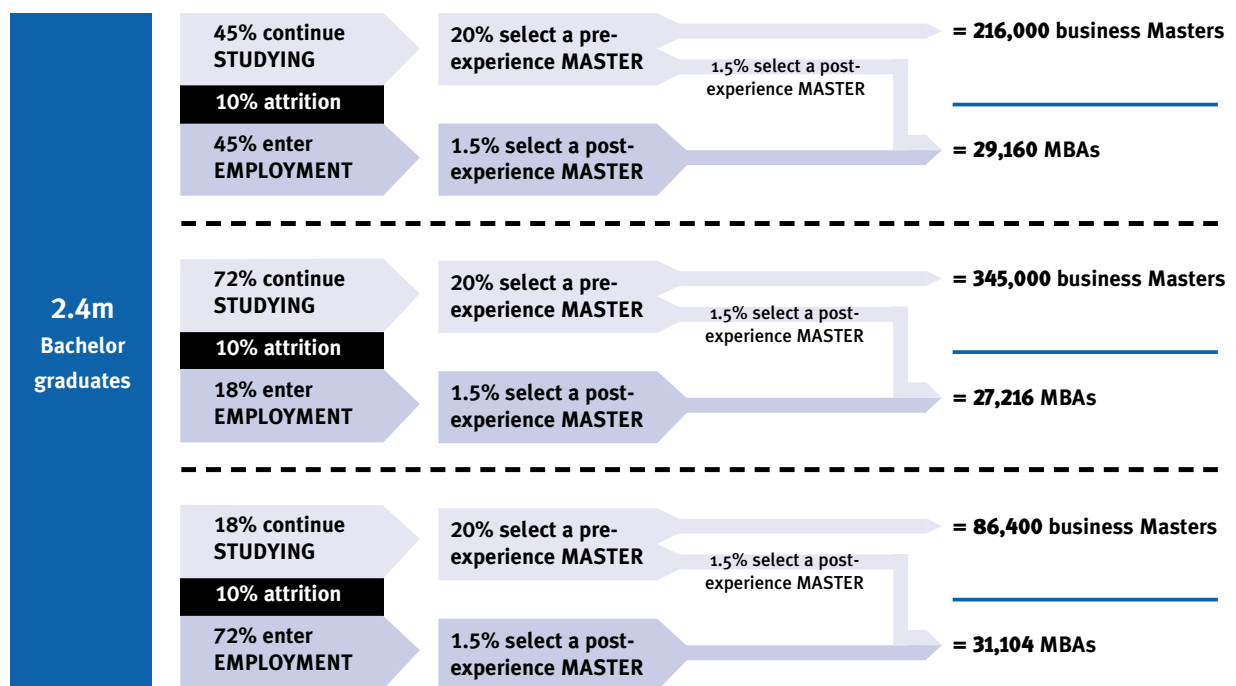 2.4m
Bachelor
graduates
45% continue
STUDYING
10% attrition
45% enter
EMPLOYMENT
20% select a pre-
experience MASTER
1.5% select a post-
experience MASTER
1.5% select a post-
experience MASTER
= 216,000 business Masters
= 29,160 MBAs
72% continue
STUDYING
10% attrition
18% enter
EMPLOYMENT
20% select a pre-
experience MASTER
1.5% select a post-
experience MASTER
1.5% select a post-
experience MASTER
= 345,000 business Masters
= 27,216 MBAs
18% continue
STUDYING
10% attrition
72% enter
EMPLOYMENT
20% select a pre-
experience MASTER
1.5% select a post-
experience MASTER
1.5% select a post-
experience MASTER
= 86,400 business Masters
= 31,104 MBAs